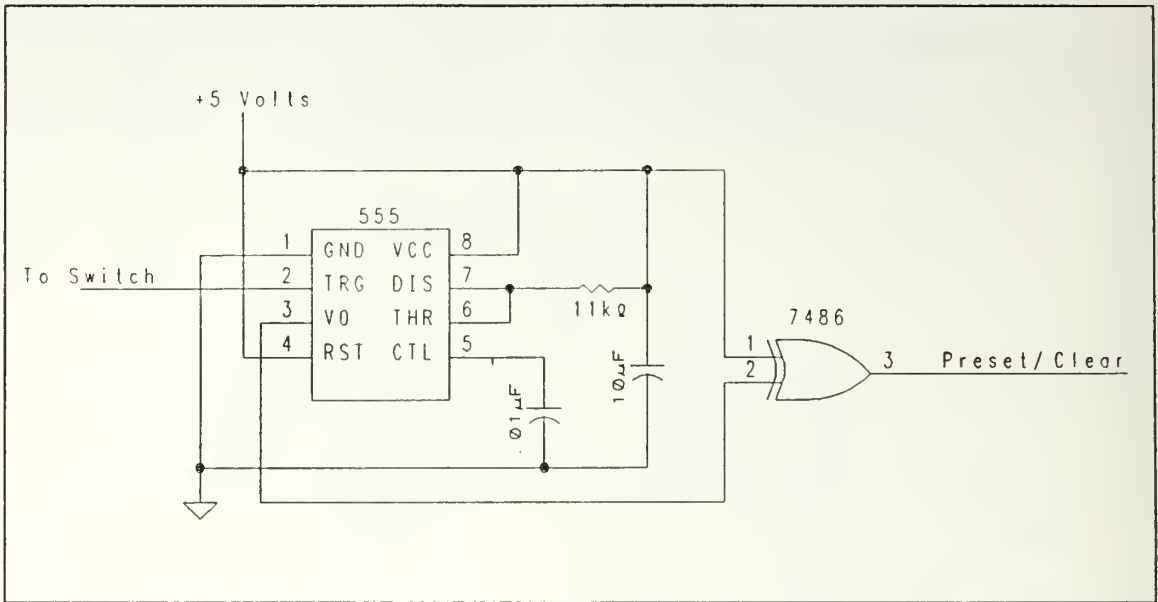 +5 Volts
555
1 GND VCC 8
To Switch
2 TRG DIS 7
3 VO THR 6
4 RST CTL 5
11kΩ
.01µF
10µF
7486
1
2
3
Preset/Clear